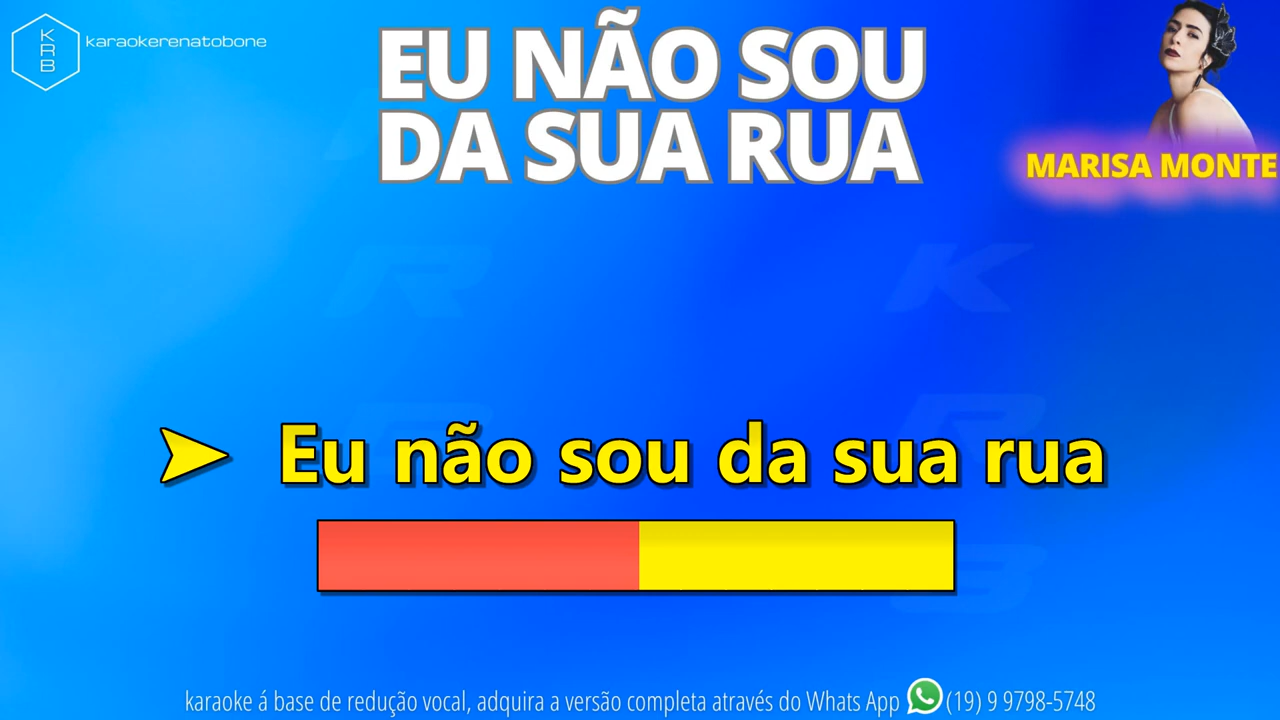 K
R
B
karaokerenatobone
EU NÃO SOU
DA SUA RUA
MARISA MONTE
R
K
R
B
➤ Eu não sou da sua rua
karaoke á base de redução vocal, adquira a versão completa através do Whats App (19) 9 9798-5748